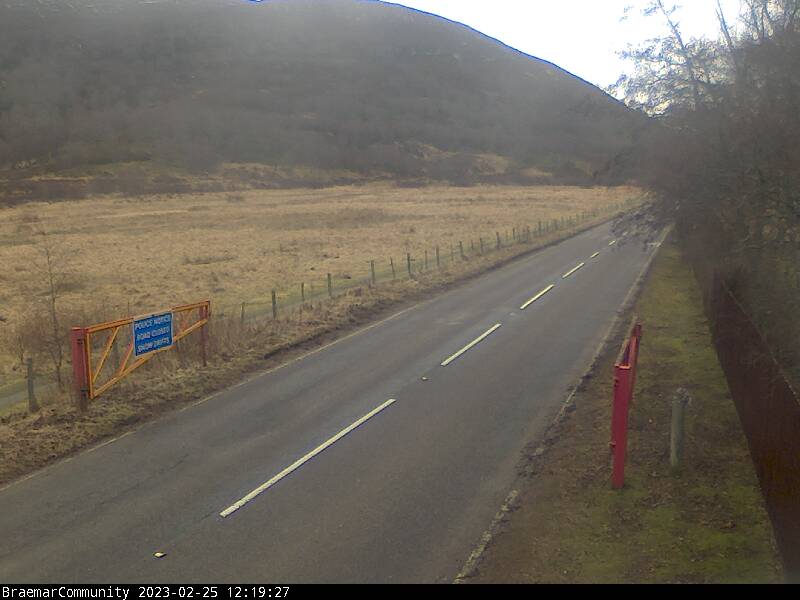 POLICE NOTICE
ROAD CLOSED
SNOW DRIFTS
BraemarCommunity 2023-02-25 12:19:27